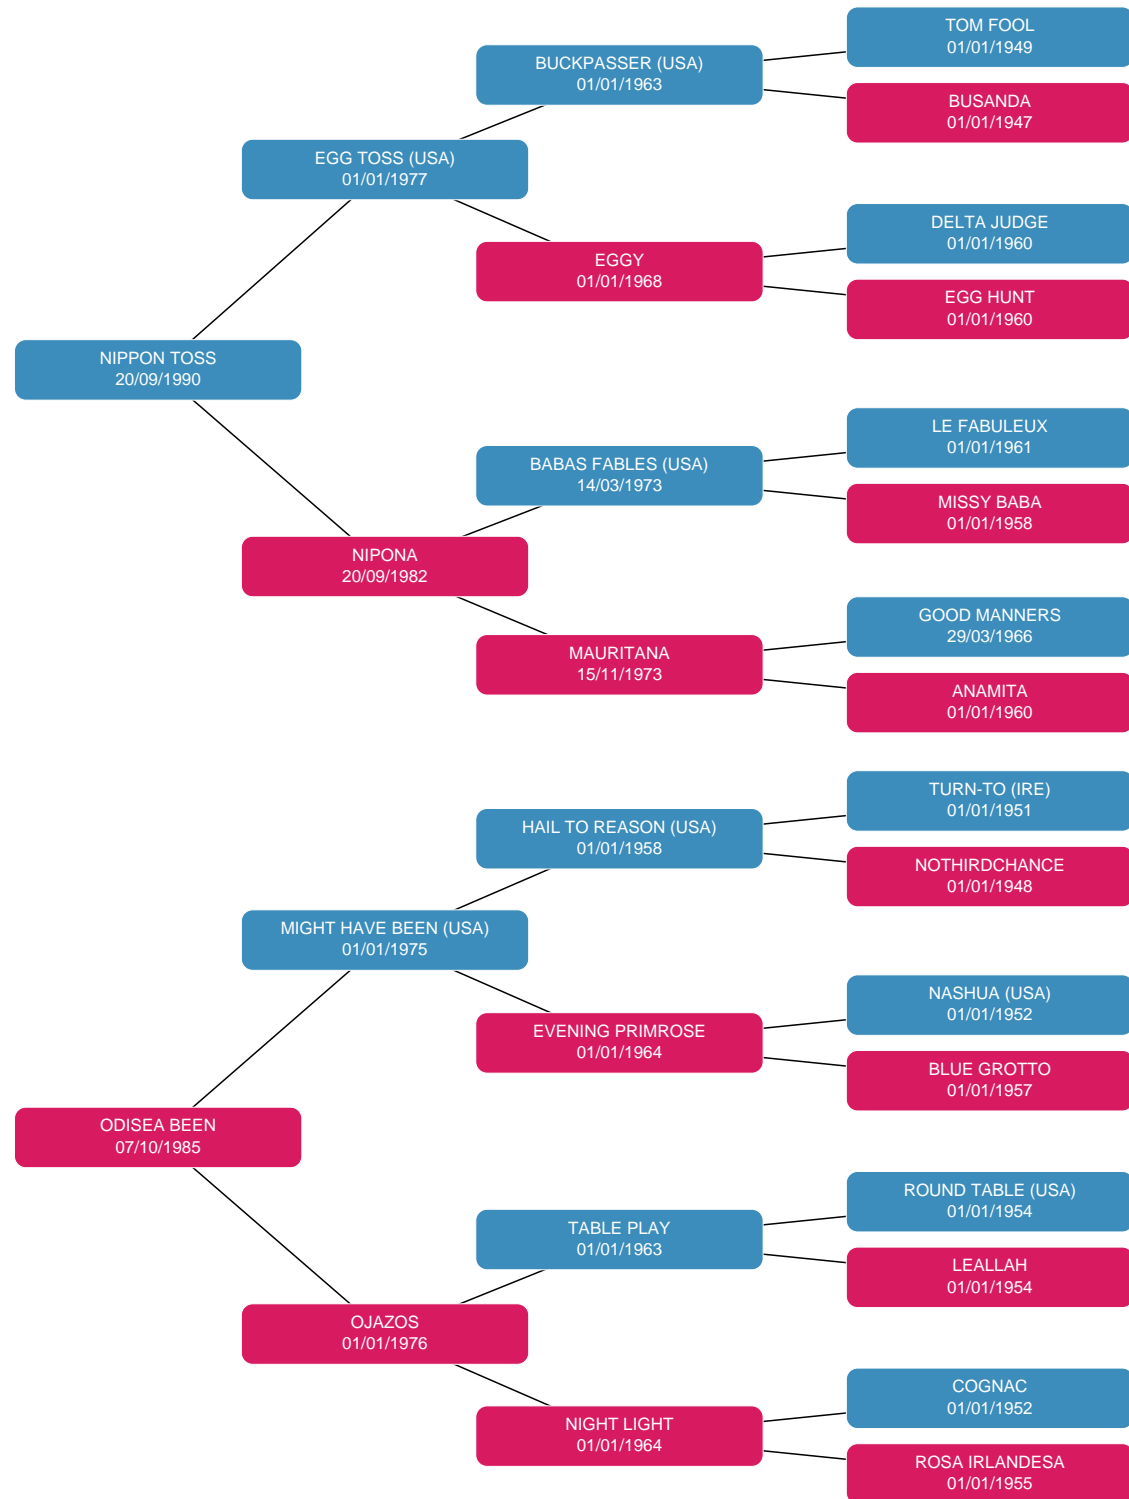 TOM FOOL
01/01/1949
BUCKPASSER (USA)
01/01/1963
BUSANDA
01/01/1947
EGG TOSS (USA)
01/01/1977
DELTA JUDGE
01/01/1960
EGGY
01/01/1968
EGG HUNT
01/01/1960
NIPPON TOSS
20/09/1990
LE FABULEUX
01/01/1961
BABAS FABLES (USA)
14/03/1973
MISSY BABA
01/01/1958
NIPONA
20/09/1982
GOOD MANNERS
29/03/1966
MAURITANA
15/11/1973
ANAMITA
01/01/1960
TURN-TO (IRE)
01/01/1951
HAIL TO REASON (USA)
01/01/1958
NOTHIRDCHANCE
01/01/1948
MIGHT HAVE BEEN (USA)
01/01/1975
NASHUA (USA)
01/01/1952
EVENING PRIMROSE
01/01/1964
BLUE GROTTO
01/01/1957
ODISEA BEEN
07/10/1985
ROUND TABLE (USA)
01/01/1954
TABLE PLAY
01/01/1963
LEALLAH
01/01/1954
OJAZOS
01/01/1976
COGNAC
01/01/1952
NIGHT LIGHT
01/01/1964
ROSA IRLANDESA
01/01/1955